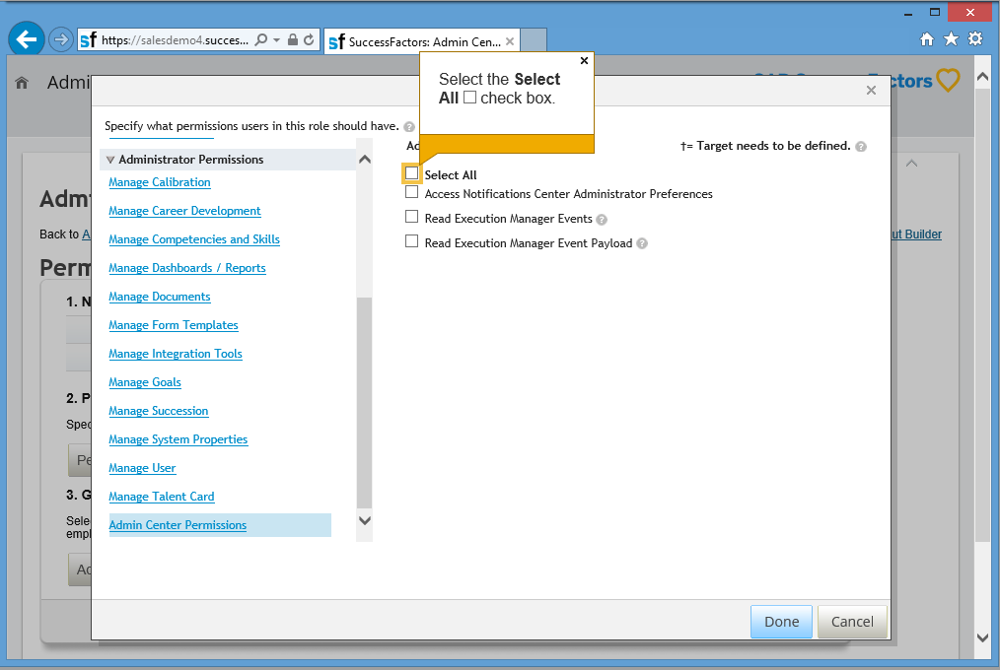 https://salesdemo4.succes...
SuccessFactors: Admin Cen...
Select the Select
All check box.
Admi
ctors
Specify what permissions users in this role should have.
†= Target needs to be defined.
Administrator Permissions
Manage Calibration
Manage Career Development
Manage Competencies and Skills
Manage Dashboards / Reports
Manage Documents
Manage Form Templates
Manage Integration Tools
Manage Goals
Manage Succession
Manage System Properties
Manage User
Manage Talent Card
Admin Center Permissions
Select All
Access Notifications Center Administrator Preferences
Read Execution Manager Events
Read Execution Manager Event Payload
Back to A
ut Builder
Perm
1. N
2. P
Spec
Pe
3. G
Sele
empl
Done
Cancel